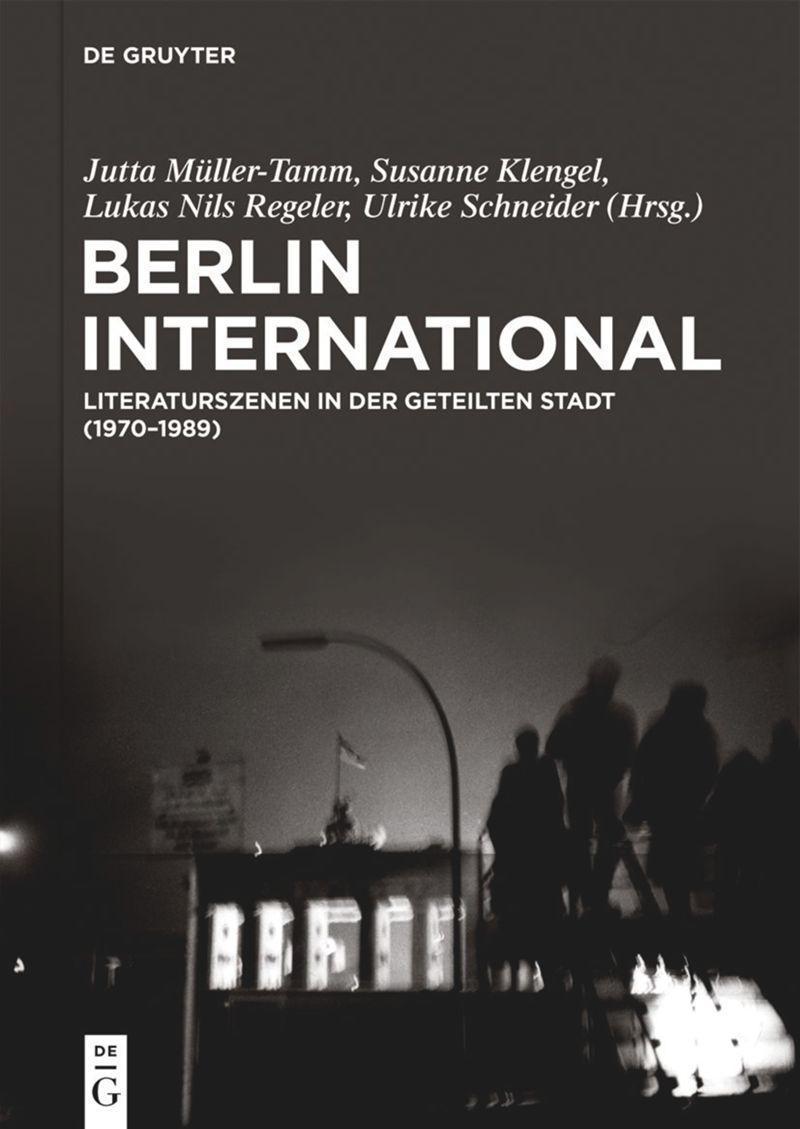 DE GRUYTER
Jutta Müller-Tamm, Susanne Klengel,
Lukas Nils Regeler, Ulrike Schneider (Hrsg.)
BERLIN
INTERNATIONAL
LITERATURSZENEN IN DER GETEILTEN STADT
(1970–1989)
DE
G